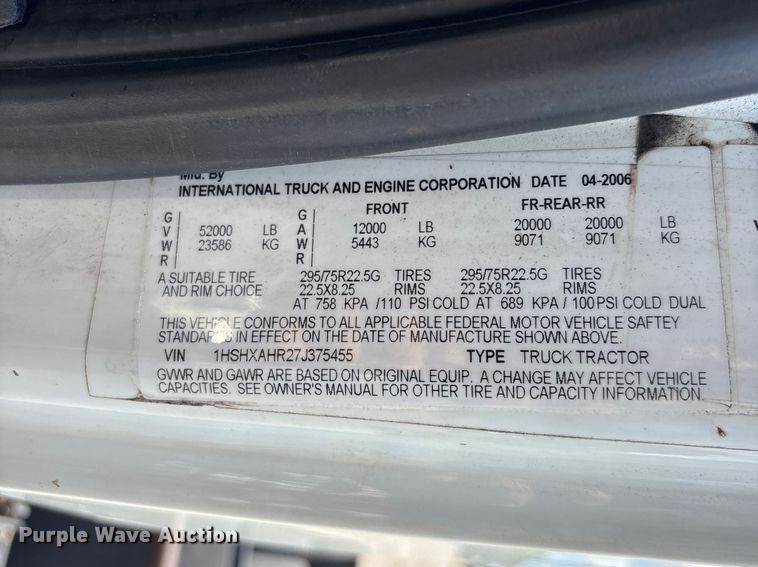 Mfd. By
INTERNATIONAL TRUCK AND ENGINE CORPORATION DATE 04-2006
G V W R 52000 LB 23586 KG
G A W R FRONT 12000 LB 5443 KG
FR-REAR-RR 20000 20000 LB 9071 9071 KG
A SUITABLE TIRE 295/75R22.5G TIRES 295/75R22.5G TIRES
AND RIM CHOICE 22.5X8.25 RIMS 22.5X8.25 RIMS
AT 758 KPA /110 PSI COLD AT 689 KPA / 100 PSI COLD DUAL
THIS VEHICLE CONFORMS TO ALL APPLICABLE FEDERAL MOTOR VEHICLE SAFTEY
STANDARDS IN EFFECT ON THE DATE OF MANUFACTURE SHOWN ABOVE.
VIN 1HSHXAHR27J375455 TYPE TRUCK TRACTOR
GVWR AND GAWR ARE BASED ON ORIGINAL EQUIP. A CHANGE MAY AFFECT VEHICLE
CAPACITIES. SEE OWNER'S MANUAL FOR OTHER TIRE AND CAPACITY INFORMATION.
Purple Wave Auction